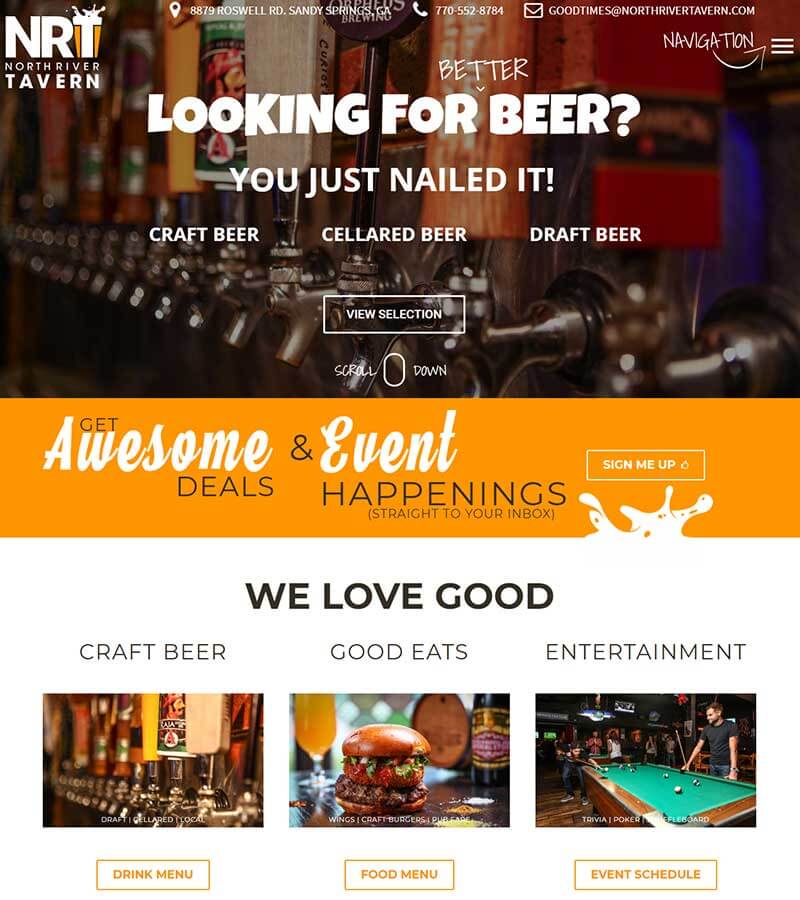 8879 ROSWELL RD. SANDY SPRINGS, GA
770-552-8784
GOODTIMES@NORTHRIVERTAVERN.COM
NRT
NORTH RIVER
TAVERN
ORPHEUS
BREWING
NAVIGATION
BETTER
LOOKING FOR BEER?
YOU JUST NAILED IT!
CRAFT BEER
CELLARED BEER
DRAFT BEER
VIEW SELECTION
SCROLL DOWN
GET
Awesome & Event
DEALS
HAPPENINGS
(STRAIGHT TO YOUR INBOX)
SIGN ME UP
WE LOVE GOOD
CRAFT BEER
GOOD EATS
ENTERTAINMENT
DRAFT | CELLARED | LOCAL
WINGS | CRAFT BURGERS | PUB FARE
TRIVIA | POKER | SHUFFLEBOARD
DRINK MENU
FOOD MENU
EVENT SCHEDULE